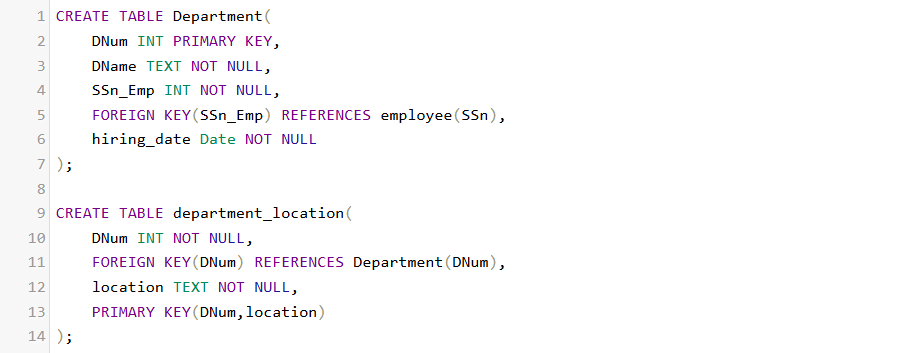 1 CREATE TABLE Department(
2 DNum INT PRIMARY KEY,
3 DName TEXT NOT NULL,
4 SSn_Emp INT NOT NULL,
5 FOREIGN KEY(SSn_Emp) REFERENCES employee(SSn),
6 hiring_date Date NOT NULL
7 );
8
9 CREATE TABLE department_location(
10 DNum INT NOT NULL,
11 FOREIGN KEY(DNum) REFERENCES Department(DNum),
12 location TEXT NOT NULL,
13 PRIMARY KEY(DNum,location)
14 );